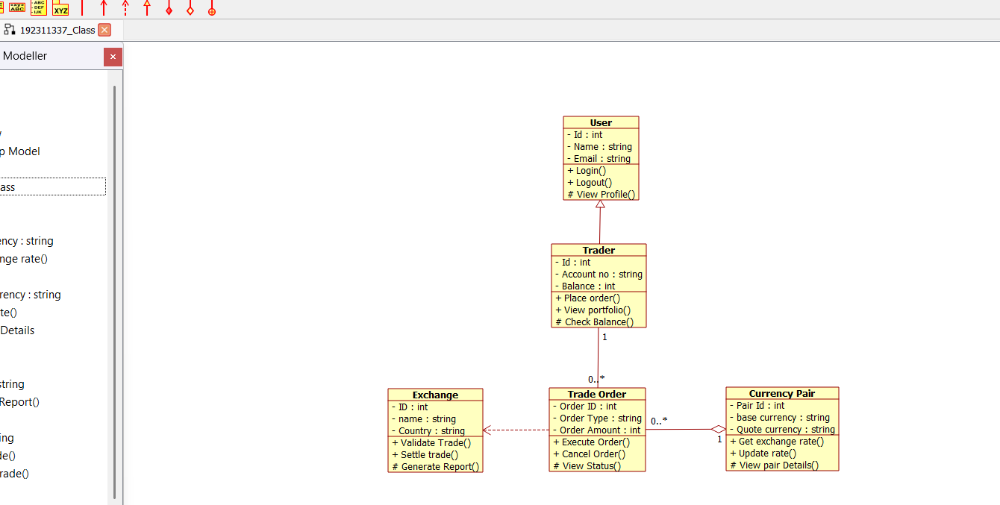 XYZ
192311337_Class
Modeller
p Model
ass
ency : string
nge rate()
rency : string
te()
Details
string
Report()
ing
de()
rade()
User
- Id : int
- Name : string
- Email : string
+ Login()
+ Logout()
# View Profile()
Trader
- Id : int
- Account no : string
- Balance : int
+ Place order()
+ View portfolio()
# Check Balance()
1
0..*
Exchange
- ID : int
- name : string
- Country : string
+ Validate Trade()
+ Settle trade()
# Generate Report()
Trade Order
- Order ID : int
- Order Type : string
- Order Amount : int
+ Execute Order()
+ Cancel Order()
# View Status()
0..*
1
Currency Pair
- Pair Id : int
- base currency : string
- Quote currency : string
+ Get exchange rate()
+ Update rate()
# View pair Details()